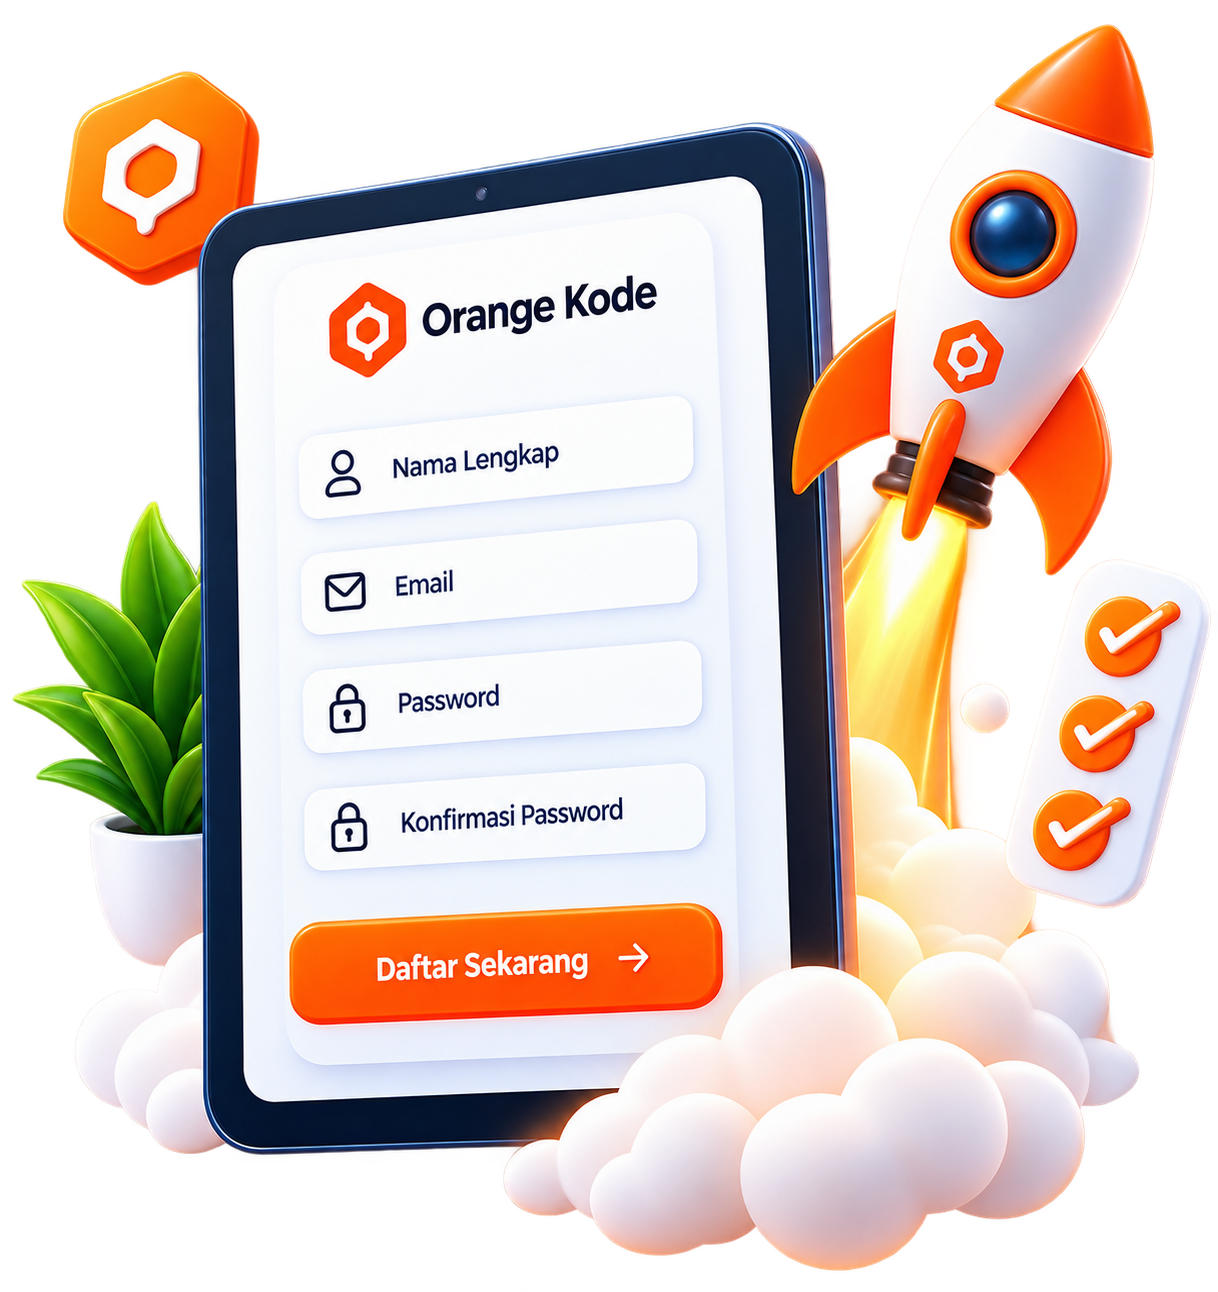 Orange Kode
Nama Lengkap
Email
Password
Konfirmasi Password
Daftar Sekarang →